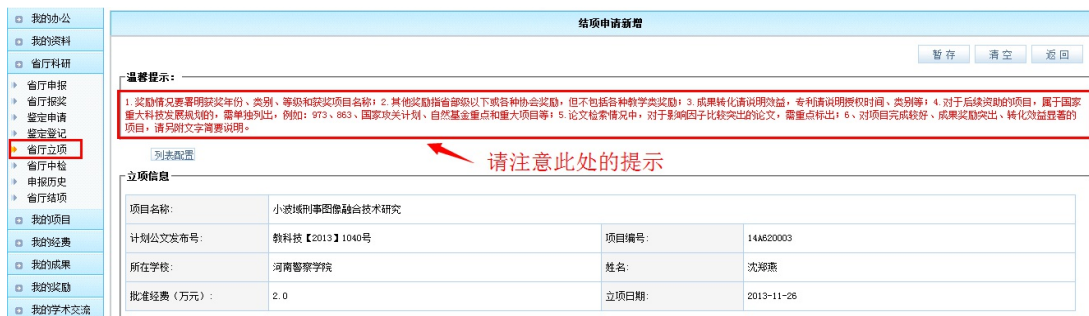 我的办公
我的资料
省厅科研
省厅申报
省厅报奖
鉴定申请
鉴定登记
省厅立项
省厅中检
申报历史
省厅结项
我的项目
我的经费
我的成果
我的奖励
我的学术交流
结项申请新增
暂存 清空 返回
温馨提示：
1.奖励情况要署明获奖年份、类别、等级和获奖项目名称；2.其他奖励指省部级以下或各种协会奖励，但不包括各种教学类奖励；3.成果转化请说明效益，专利请说明授权时间、类别等；4.对于后续资助的项目，属于国家
重大科技发展规划的，需单独列出，例如：973、863、国家攻关计划、自然基金重点和重大项目等；5.论文检索情况中，对于影响因子比较突出的论文，需重点标出；6、对项目完成较好、成果奖励突出、转化效益显著的
项目，请另附文字简要说明。
列表配置
请注意此处的提示
立项信息
项目名称： 小波域刑事图像融合技术研究
计划公文发布号： 教科技【2013】1040号 项目编号： 14A620003
所在学校： 河南警察学院 姓名： 沈郑燕
批准经费（万元）： 2.0 立项日期： 2013-11-26